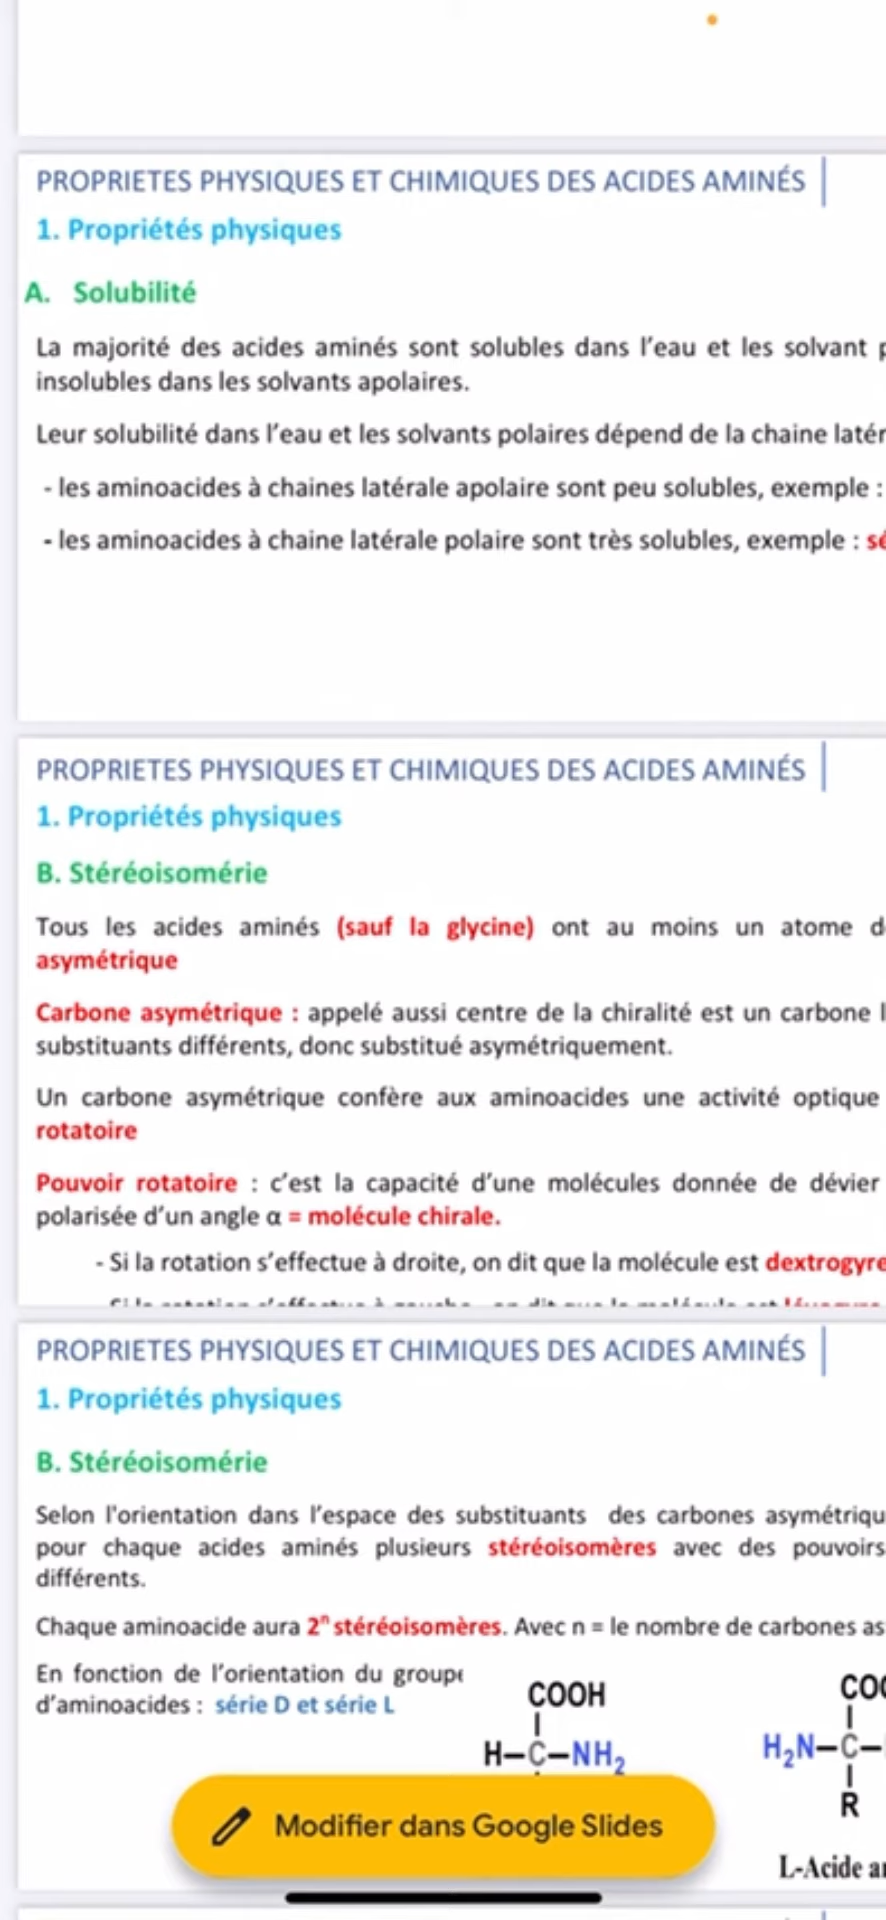 PROPRIETES PHYSIQUES ET CHIMIQUES DES ACIDES AMINÉS
1. Propriétés physiques
A. Solubilité
La majorité des acides aminés sont solubles dans l'eau et les solvant
insolubles dans les solvants apolaires.
Leur solubilité dans l'eau et les solvants polaires dépend de la chaine
- les aminoacides à chaines latérale apolaire sont peu solubles, exemple :
- les aminoacides à chaine latérale polaire sont très solubles, exemple :
PROPRIETES PHYSIQUES ET CHIMIQUES DES ACIDES AMINÉS
1. Propriétés physiques
B. Stéréoisomérie
Tous les acides aminés (sauf la glycine) ont au moins un atome
asymétrique
Carbone asymétrique : appelé aussi centre de la chiralité est un carbone
substituants différents, donc substitué asymétriquement.
Un carbone asymétrique confère aux aminoacides une activité optique
rotatoire
Pouvoir rotatoire : c'est la capacité d'une molécules donnée de dévier
polarisée d'un angle α = molécule chirale.
- Si la rotation s'effectue à droite, on dit que la molécule est dextrogyre
PROPRIETES PHYSIQUES ET CHIMIQUES DES ACIDES AMINÉS
1. Propriétés physiques
B. Stéréoisomérie
Selon l'orientation dans l'espace des substituants des carbones
pour chaque acides aminés plusieurs stéréoisomères avec des pouvoirs
différents.
Chaque aminoacide aura 2ⁿ stéréoisomères. Avec n = le nombre de carbones
En fonction de l'orientation du groupe
d'aminoacides : série D et série L
COOH
H–C–NH₂
H₂N–C–
R
L-Acide
Modifier dans Google Slides